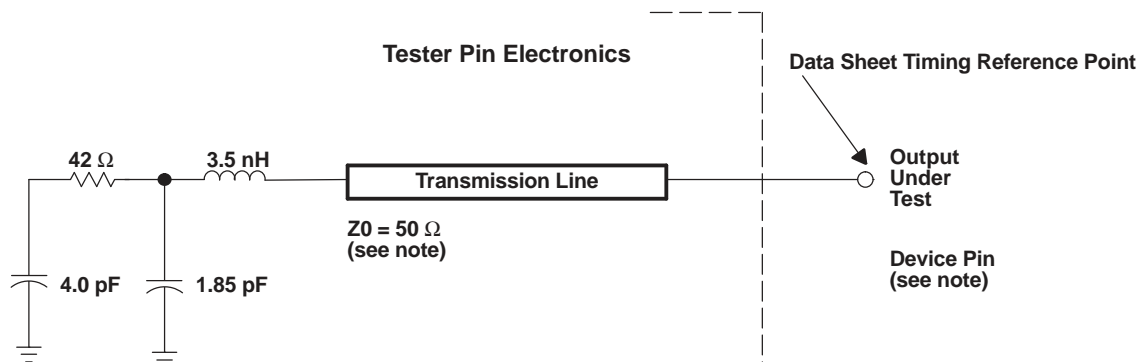 Tester Pin Electronics
Data Sheet Timing Reference Point
42 Ω
3.5 nH
Transmission Line
Output
Under
Test
Z0 = 50 Ω
(see note)
Device Pin
(see note)
4.0 pF
1.85 pF